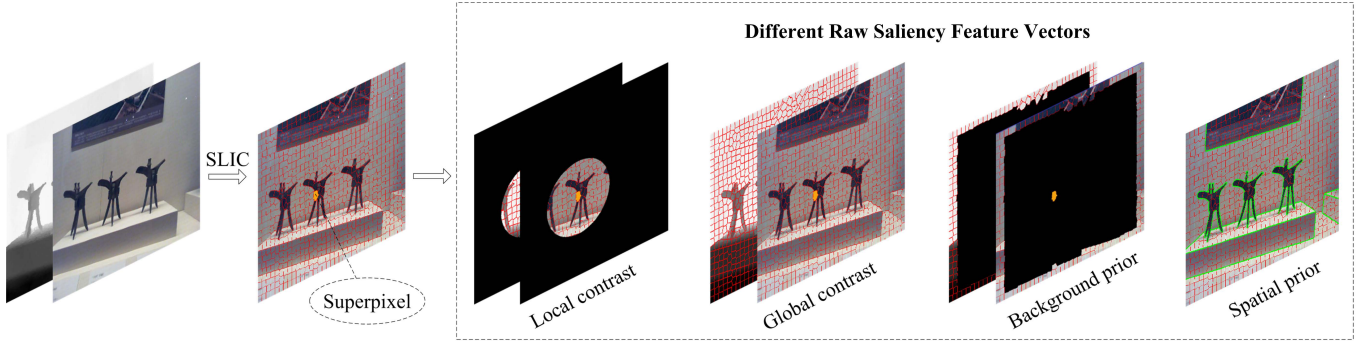 Different Raw Saliency Feature Vectors
SLIC
Superpixel
Local contrast
Global contrast
Background prior
Spatial prior